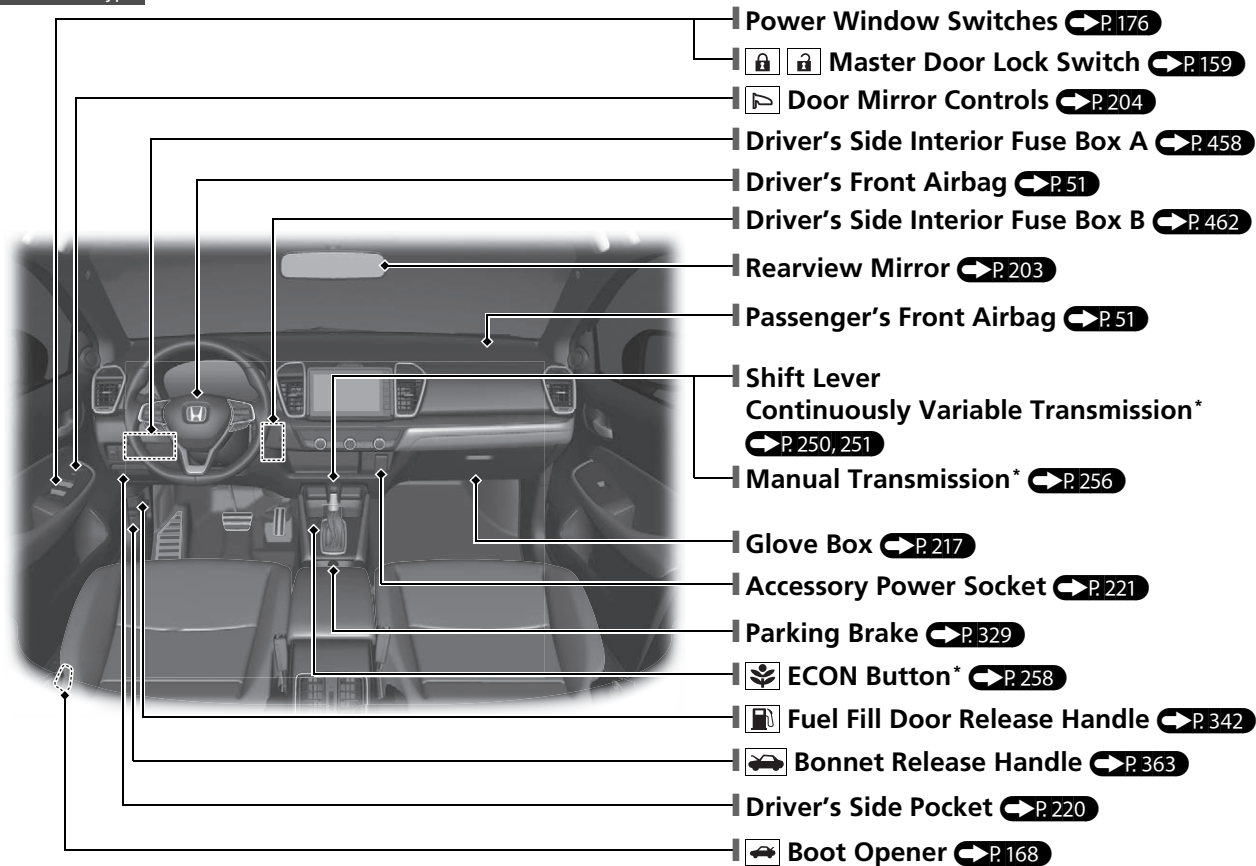 Power Window Switches P. 176
Master Door Lock Switch P. 159
Door Mirror Controls P. 204
Driver's Side Interior Fuse Box A P. 458
Driver's Front Airbag P. 51
Driver's Side Interior Fuse Box B P. 462
Rearview Mirror P. 203
Passenger's Front Airbag P. 51
Shift Lever
Continuously Variable Transmission*
P. 250, 251
Manual Transmission* P. 256
Glove Box P. 217
Accessory Power Socket P. 221
Parking Brake P. 329
ECON Button* P. 258
Fuel Fill Door Release Handle P. 342
Bonnet Release Handle P. 363
Driver's Side Pocket P. 220
Boot Opener P. 168